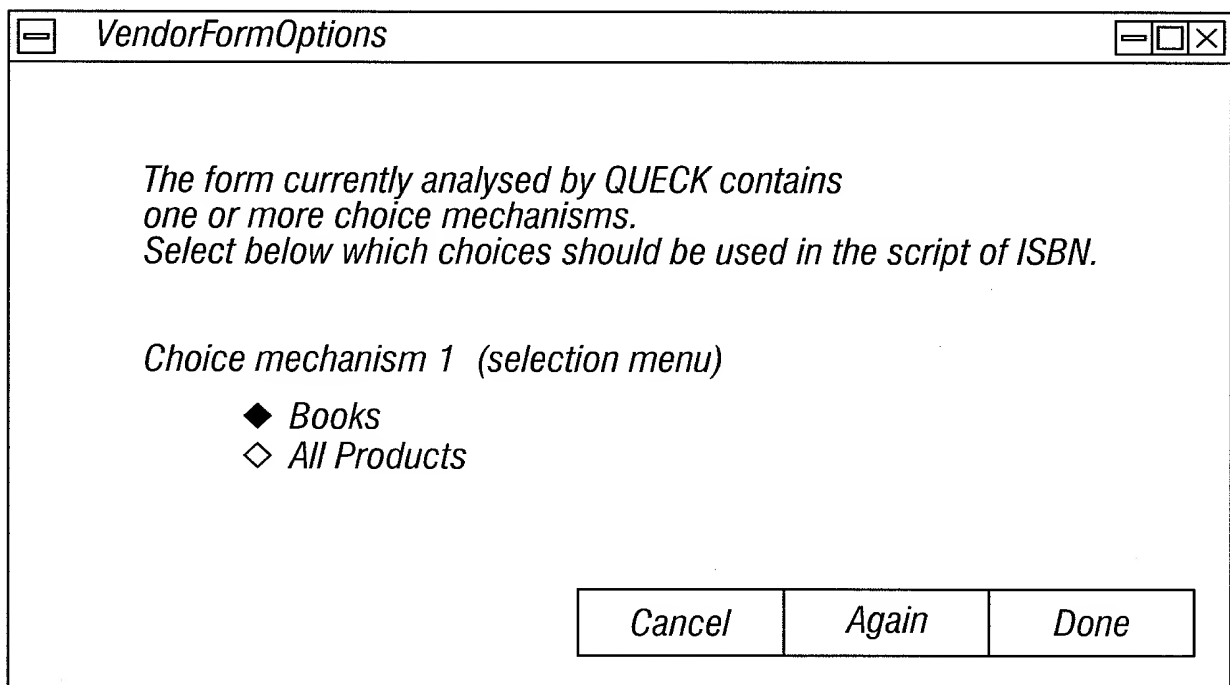 VendorFormOptions
The form currently analysed by QUECK contains
one or more choice mechanisms.
Select below which choices should be used in the script of ISBN.
Choice mechanism 1 (selection menu)
Books
All Products
Cancel Again Done